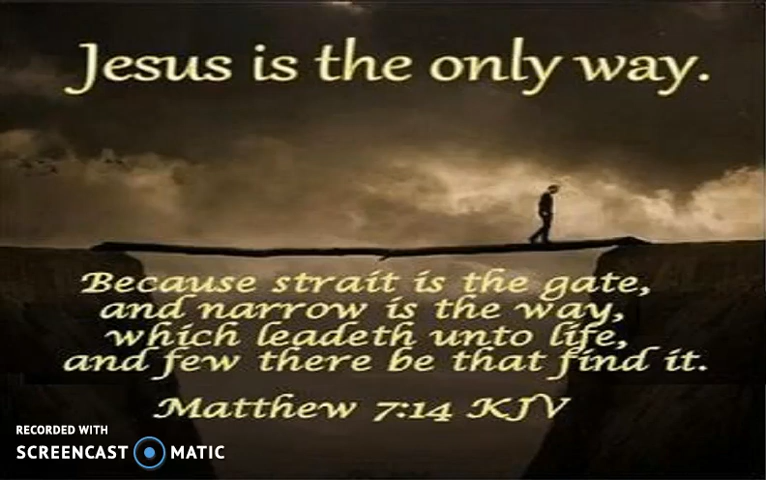 Jesus is the only way.
Because strait is the gate,
and narrow is the way,
which leadeth unto life,
and few there be that find it.
Matthew 7:14 KJV
RECORDED WITH
SCREENCAST MATIC